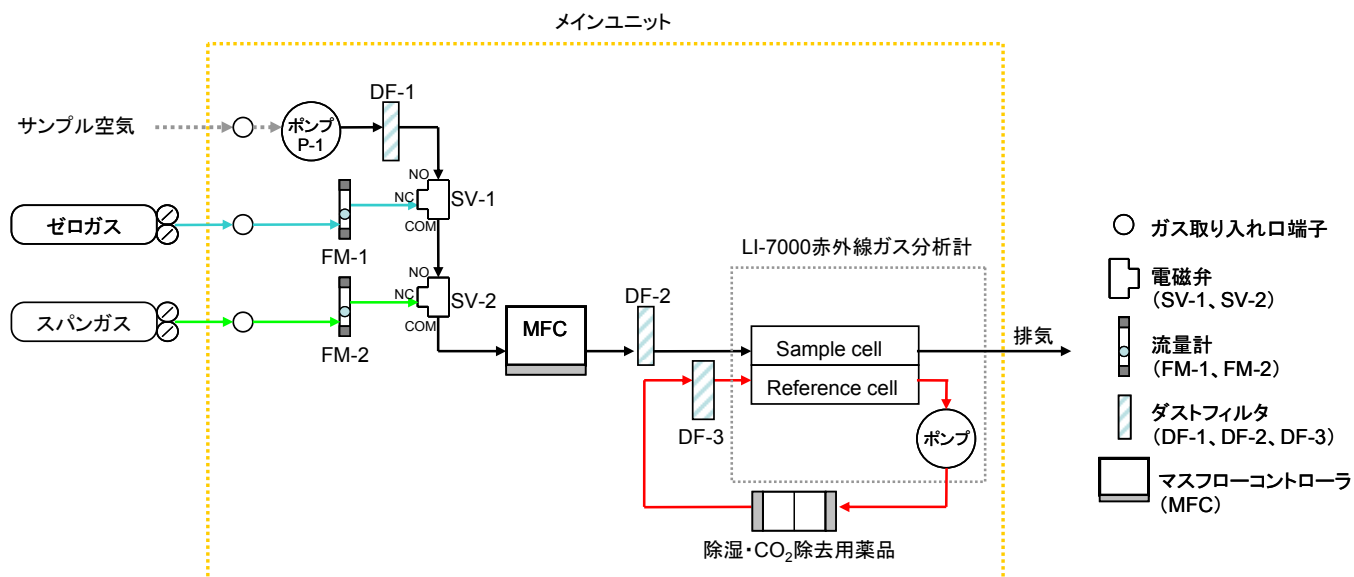 メインユニット
DF-1
サンプル空気
ポンプ
P-1
NO
NC
SV-1
COM
ゼロガス
FM-1
NO
NC
SV-2
COM
スパンガス
FM-2
MFC
DF-2
LI-7000赤外線ガス分析計
Sample cell
Reference cell
排気
DF-3
ポンプ
除湿・CO₂除去用薬品
ガス取り入れ口端子
電磁弁
(SV-1、SV-2)
流量計
(FM-1、FM-2)
ダストフィルタ
(DF-1、DF-2、DF-3)
マスフローコントローラ
(MFC)